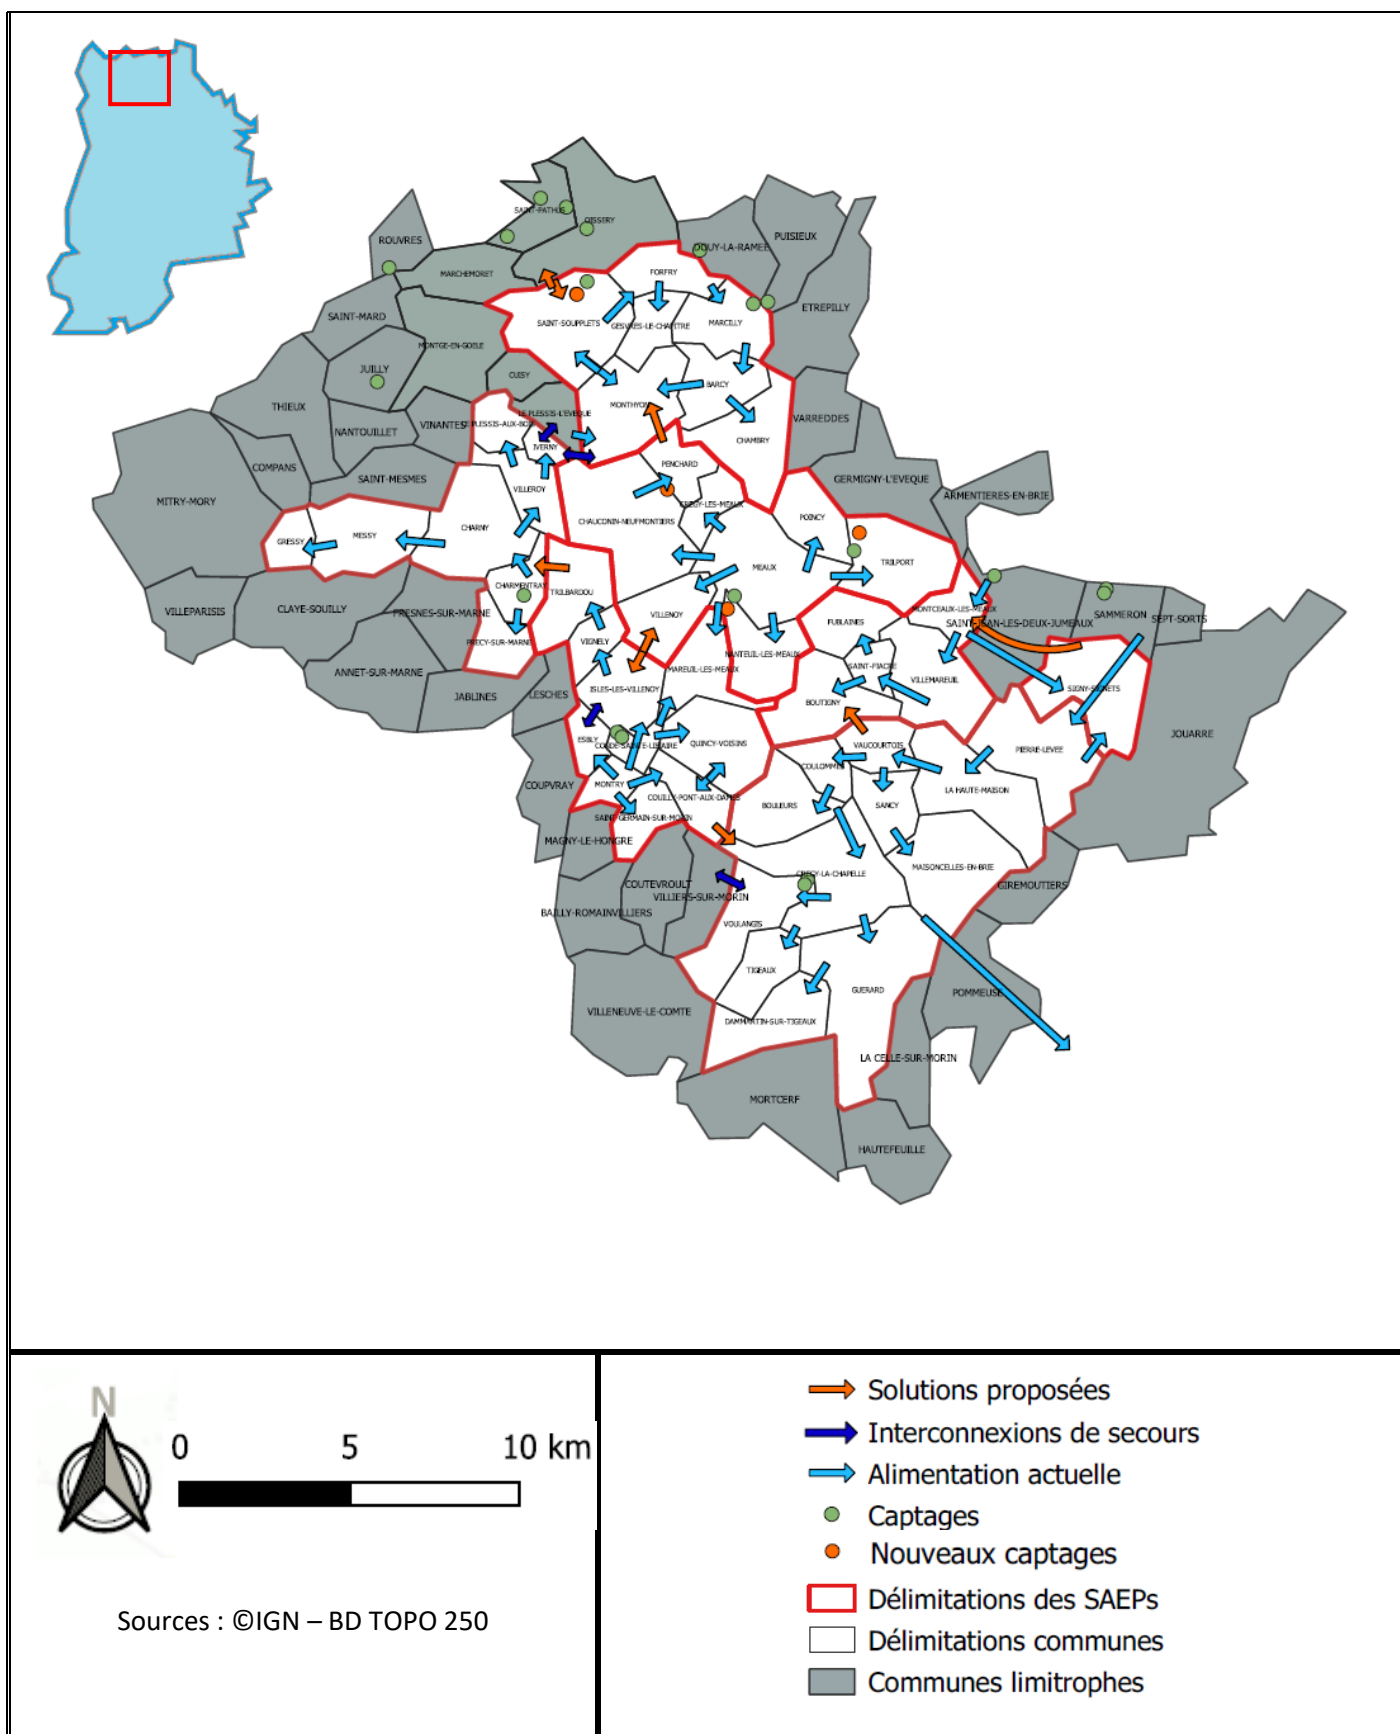 SAINT-PATHUS
OISSERY
ROUVRES
DOUY-LA-RAMEE
PUISIEUX
MARCHEMORET
FORFRY
ETREPILLY
SAINT-MARD
SAINT-SOUPPLETS
GESVRES-LE-CHAPITRE
MARCILLY
MONTGE-EN-GOELE
JUILLY
CUISY
BARCY
THIEUX
MONTHYON
LE PLESSIS-L'EVEQUE
VARREDDES
NANTOUILLET
VINANTES
PLESSIS-AUX-BOIS
IVERNY
CHAMBRY
COMPANS
SAINT-MESMES
PENCHARD
GERMIGNY-L'EVEQUE
ARMENTIERES-EN-BRIE
MITRY-MORY
VILLEROY
CREGY-LES-MEAUX
POINCY
CHAUCONIN-NEUFMONTIERS
CHARNY
MESSY
GRESSY
MEAUX
TRILPORT
CHARMENTRAY
TRILBARDOU
VILLEPARISIS
CLAYE-SOUILLY
FRESNES-SUR-MARNE
VILLENOY
MONTCEAUX-LES-MEAUX
SAMMERON
SEPT-SORTS
FUBLAINES
SAINT-JEAN-LES-DEUX-JUMEAUX
PRECY-SUR-MARNE
VIGNELY
NANTEUIL-LES-MEAUX
MAREUIL-LES-MEAUX
SAINT-FIACRE
ANNET-SUR-MARNE
VILLEMAREUIL
SIGNY-SIGNETS
JABLINES
LESCHES
ISLES-LES-VILLENOY
BOUTIGNY
JOUARRE
ESBLY
CONDE-SAINTE-LIBIAIRE
QUINCY-VOISINS
VAUCOURTOIS
PIERRE-LEVEE
COULOMMES
COUPVRAY
MONTRY
COUILLY-PONT-AUX-DAMES
LA HAUTE-MAISON
BOULEURS
SANCY
SAINT-GERMAIN-SUR-MORIN
MAGNY-LE-HONGRE
MAISONCELLES-EN-BRIE
CRECY-LA-CHAPELLE
COUTEVROULT
GIREMOUTIERS
VILLIERS-SUR-MORIN
BAILLY-ROMAINVILLIERS
VOULANGIS
TIGEAUX
GUERARD
POMMEUSE
VILLENEUVE-LE-COMTE
DAMMARTIN-SUR-TIGEAUX
LA CELLE-SUR-MORIN
MORTCERF
HAUTEFEUILLE
N
0 5 10 km
Sources : ©IGN – BD TOPO 250
Solutions proposées
Interconnexions de secours
Alimentation actuelle
Captages
Nouveaux captages
Délimitations des SAEPs
Délimitations communes
Communes limitrophes